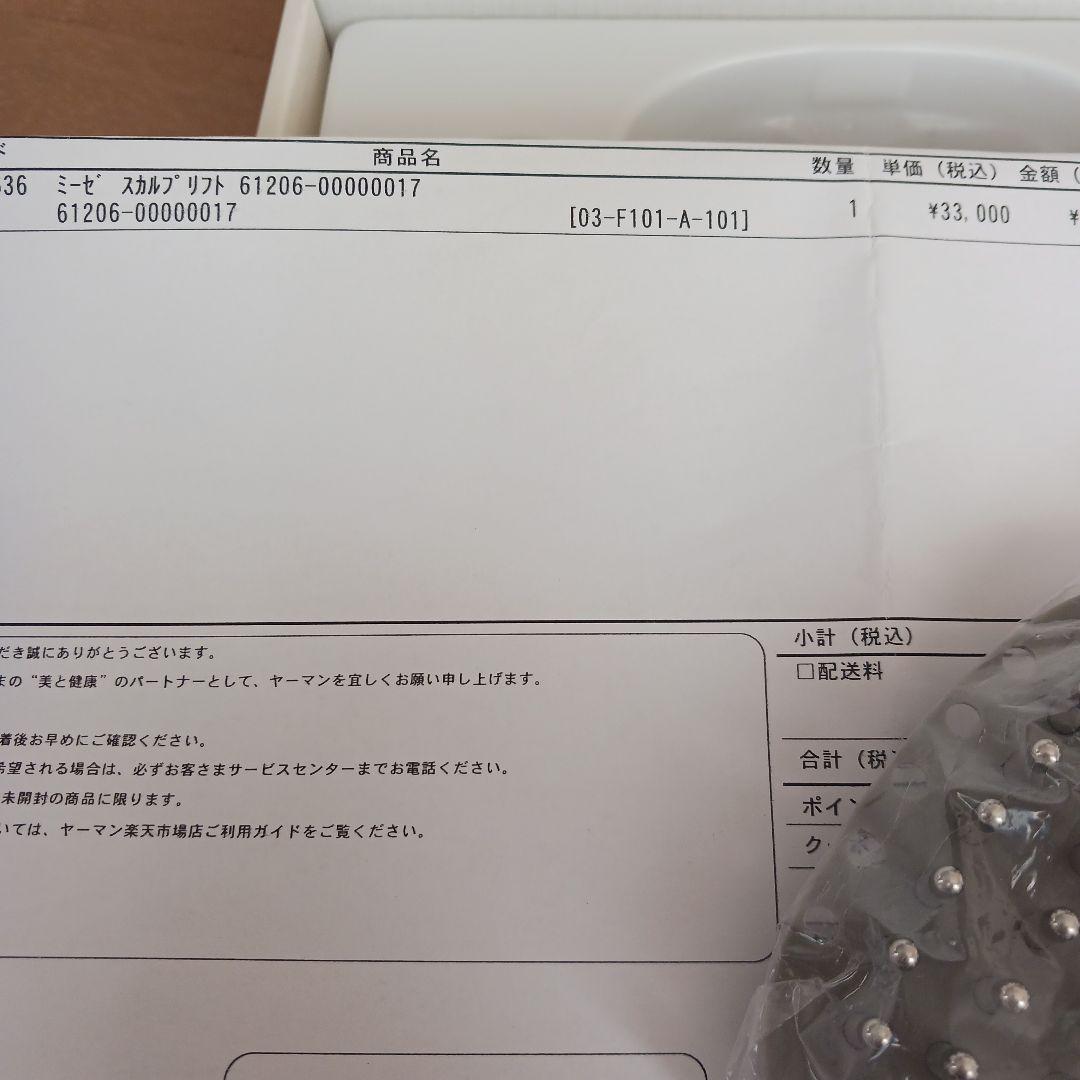 商品名 数量 単価（税込） 金額（
36 ﾐｰｾﾞ ｽｶﾙﾌﾟﾘﾌﾄ 61206-00000017
61206-00000017 [03-F101-A-101] 1 ¥33,000 ¥
だき誠にありがとうございます。
まの“美と健康”のパートナーとして、ヤーマンを宜しくお願い申し上げます。
着後お早めにご確認ください。
希望される場合は、必ずお客さまサービスセンターまでお電話ください。
未開封の商品に限ります。
いては、ヤーマン楽天市場店ご利用ガイドをご覧ください。
小計（税込）
□配送料
合計（税
ポイン
ク